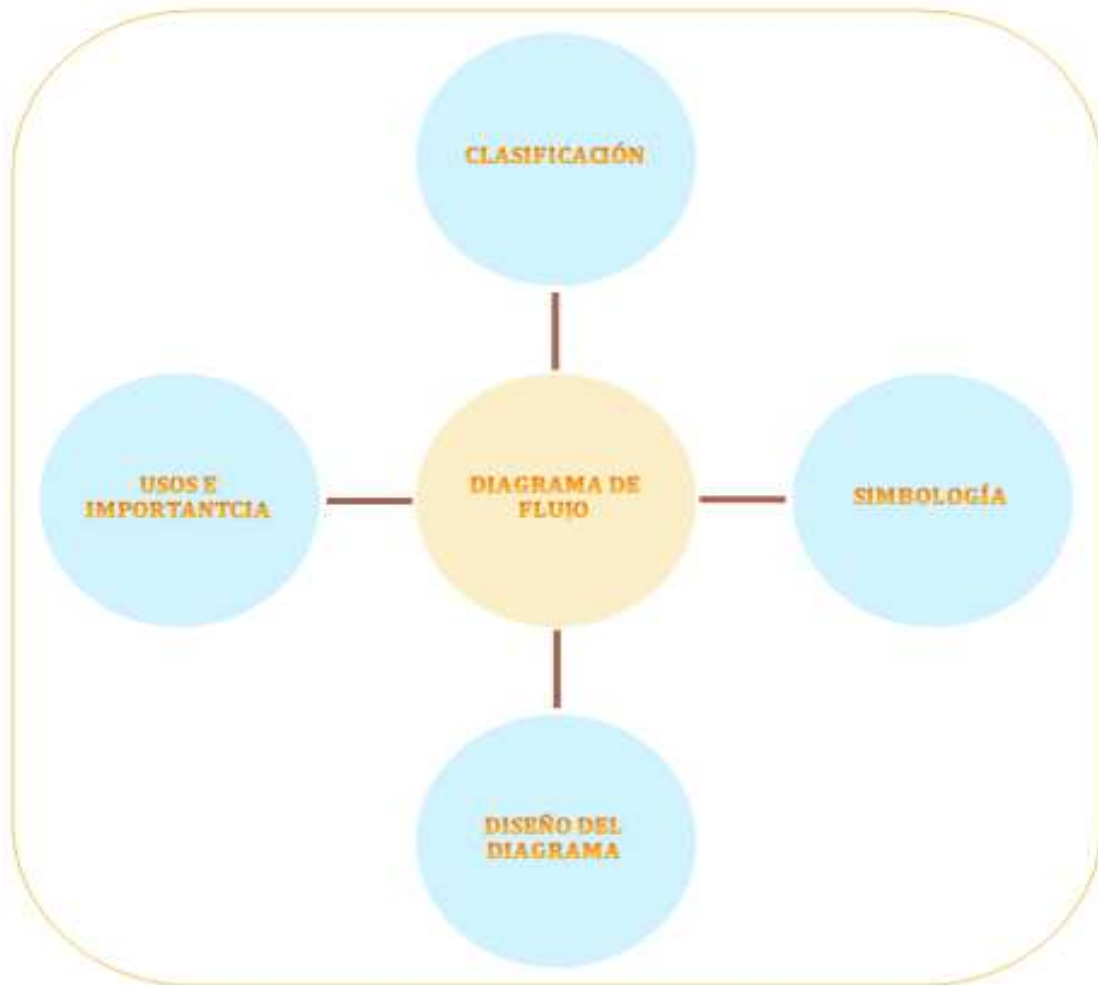 CLASIFICACIÓN
USOS E
IMPORTANTCIA
DIAGRAMA DE
FLUJO
SIMBOLOGÍA
DISEÑO DEL
DIAGRAMA